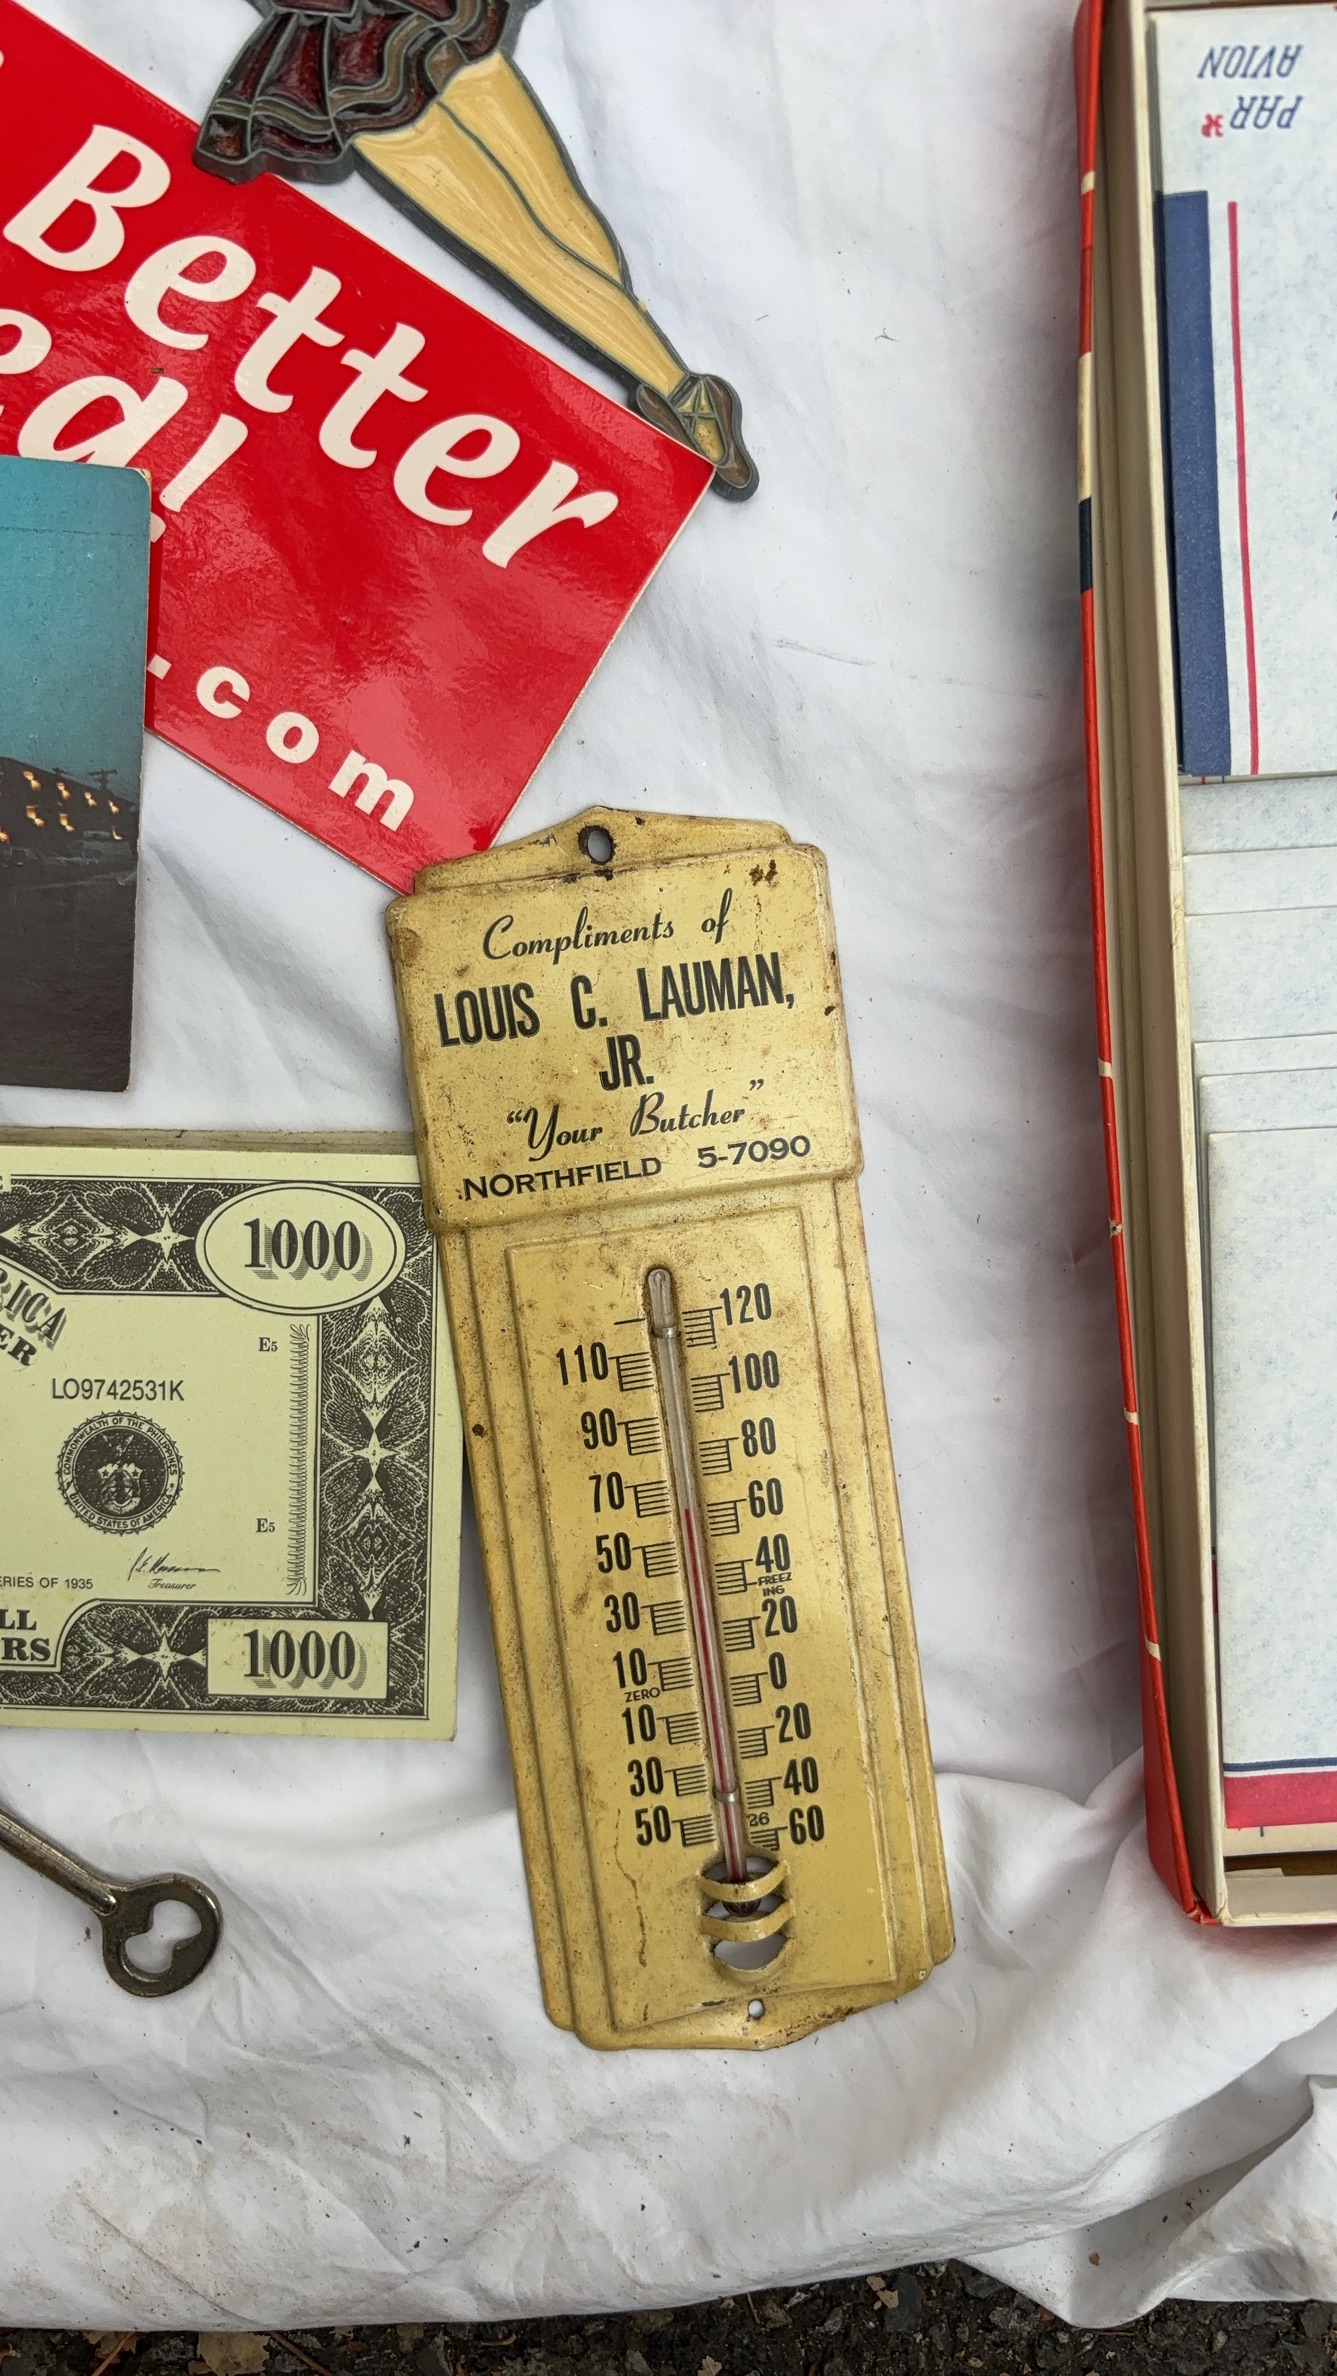 Better
.com
PAR
AVION
Compliments of
LOUIS C. LAUMAN,
JR.
"Your Butcher"
NORTHFIELD 5-7090
120
110
100
90
80
70
60
50
40
FREEZ
ING
30
20
10
0
ZERO
10
20
30
40
50
26
60
1000
E5
LO9742531K
COMMONWEALTH OF THE PHILIPPINES
UNITED STATES OF AMERICA
E5
SERIES OF 1935
Treasurer
1000